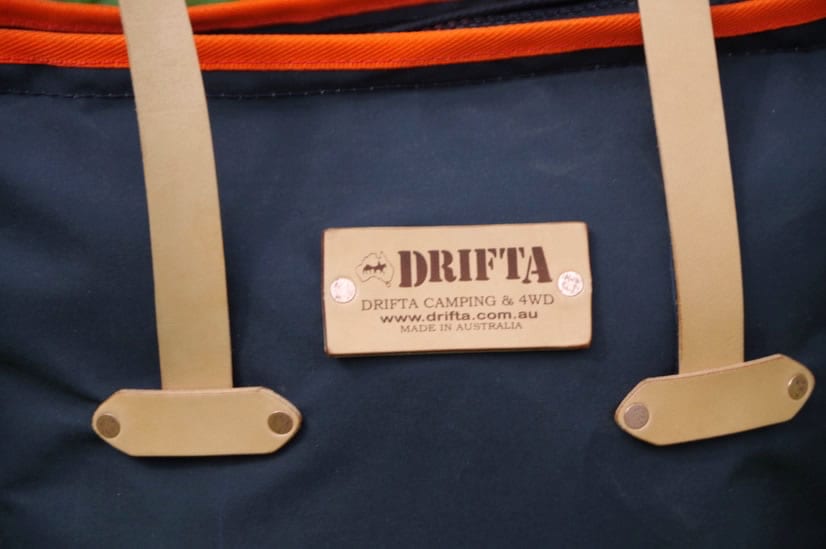 DRIFTA
DRIFTA CAMPING & 4WD
www.drifta.com.au
MADE IN AUSTRALIA